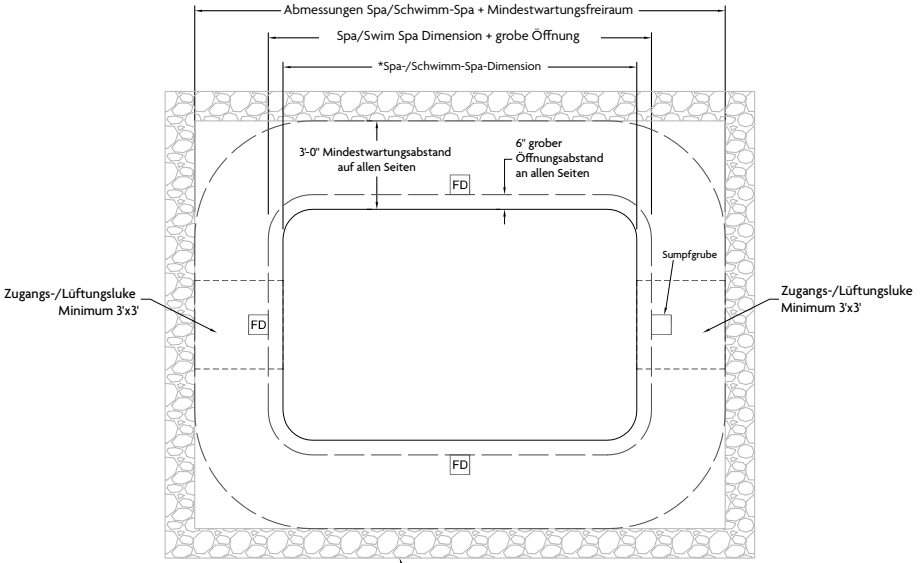 Abmessungen Spa/Schwimm-Spa + Mindestwartungsfreiraum
Spa/Swim Spa Dimension + grobe Öffnung
*Spa-/Schwimm-Spa-Dimension
3'-0" Mindestwartungsabstand
auf allen Seiten
6" grober
Öffnungsabstand
an allen Seiten
FD
Sumpfgrube
Zugangs-/Lüftungsluke
Minimum 3'x3'
Zugangs-/Lüftungsluke
Minimum 3'x3'
FD
FD